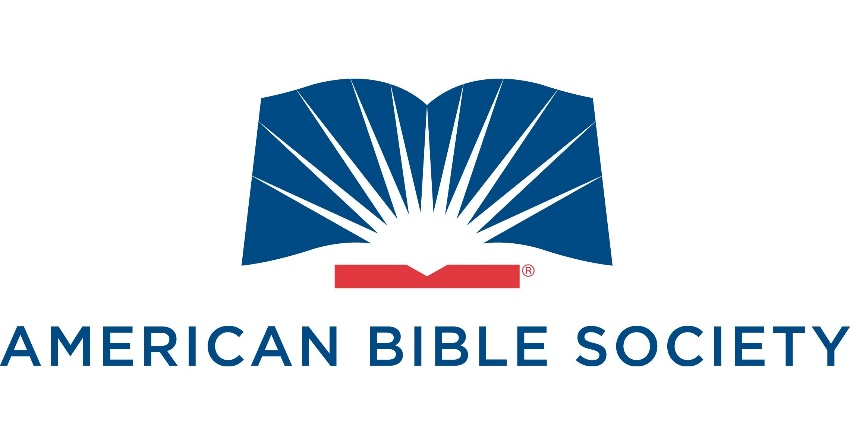 ®
AMERICAN BIBLE SOCIETY